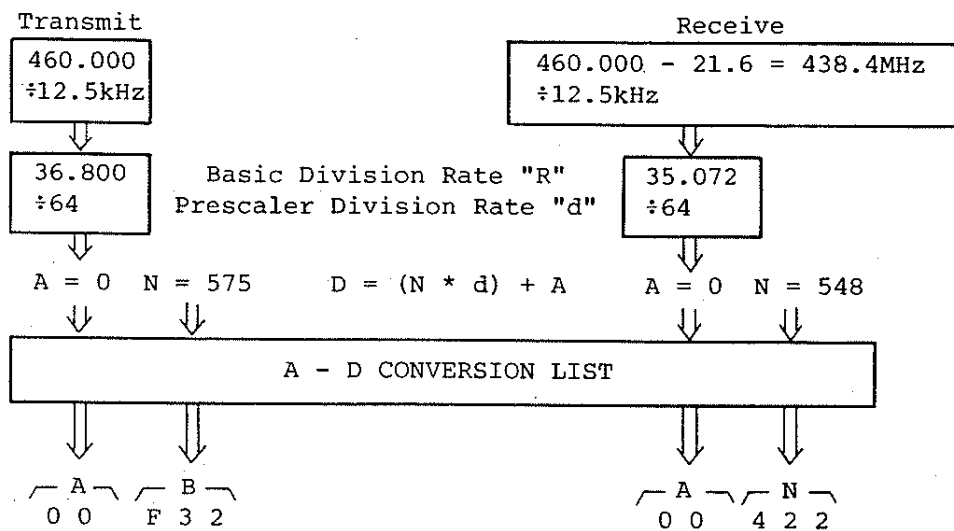 Transmit
Receive
460.000
÷12.5kHz
460.000 - 21.6 = 438.4MHz
÷12.5kHz
36.800
÷64
Basic Division Rate "R"
Prescaler Division Rate "d"
35.072
÷64
A = 0 N = 575 D = (N * d) + A A = 0 N = 548
A - D CONVERSION LIST
A B A N
0 0 F 3 2 0 0 4 2 2